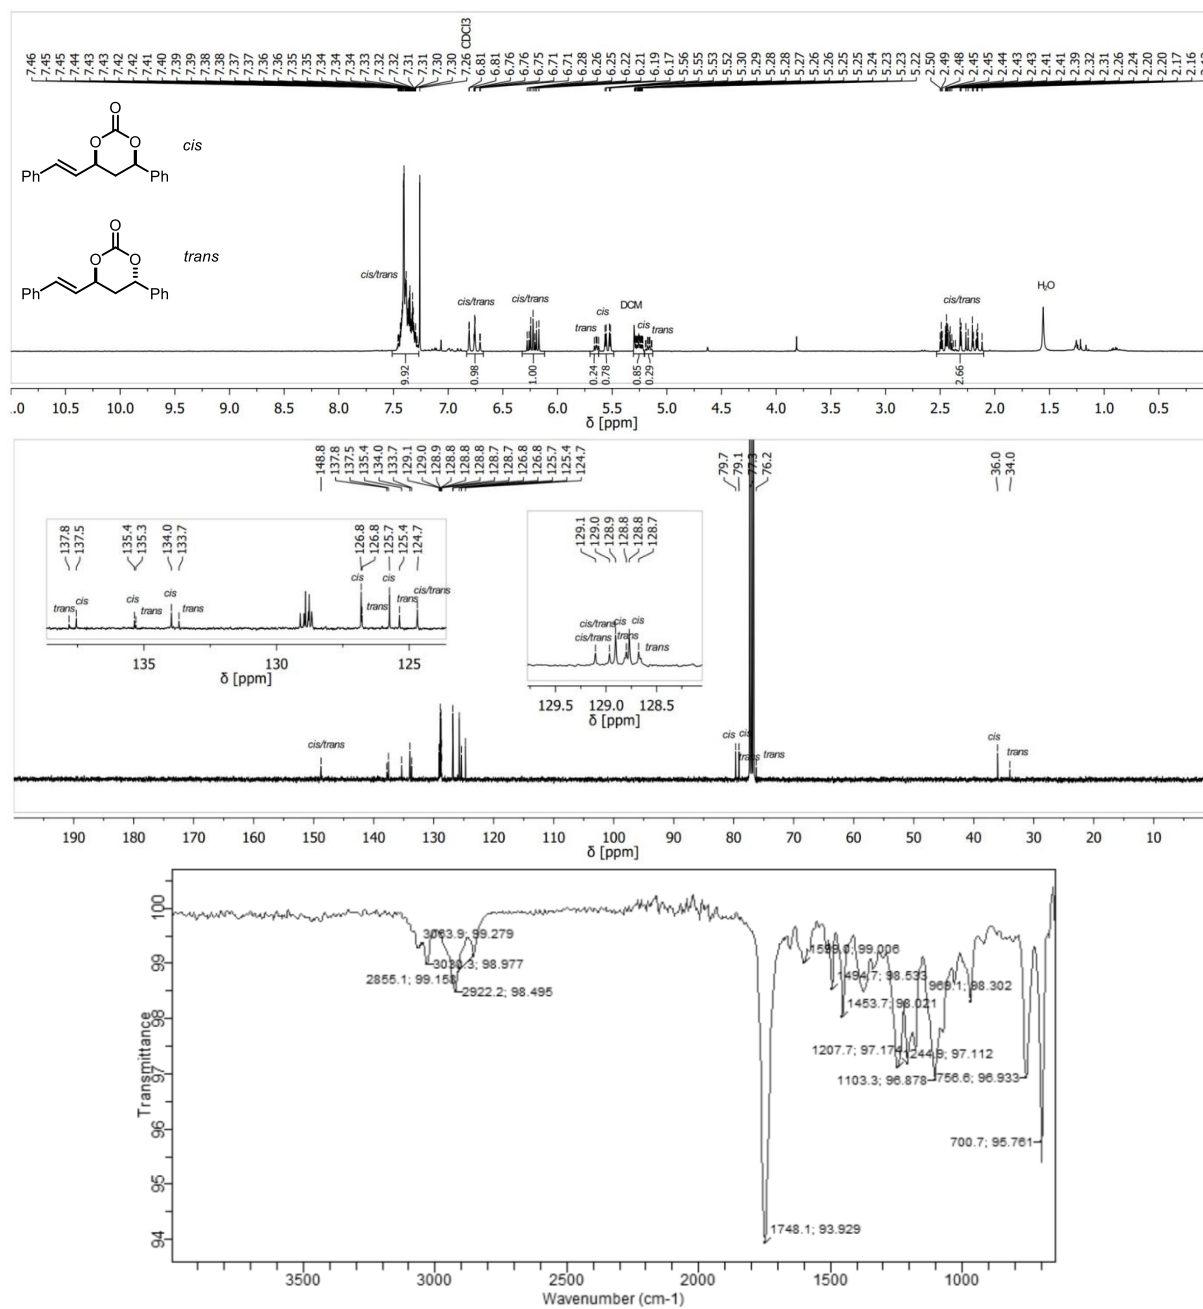 7.46 7.45 7.45 7.44 7.43 7.43 7.42 7.42 7.41 7.40 7.39 7.39 7.38 7.38 7.37 7.37 7.36 7.36 7.35 7.35 7.34 7.34 7.34 7.33 7.32 7.32 7.31 7.31 7.30 7.30 7.26 CDCl3 6.81 6.81 6.76 6.76 6.75 6.71 6.71 6.28 6.26 6.25 6.22 6.21 6.19 6.17 5.56 5.55 5.53 5.52 5.30 5.29 5.28 5.28 5.27 5.26 5.26 5.25 5.25 5.24 5.23 5.23 5.22 2.50 2.49 2.48 2.45 2.45 2.44 2.43 2.43 2.41 2.41 2.39 2.32 2.31 2.26 2.24 2.20 2.20 2.17 2.16
O
O O
cis
Ph Ph
O
O O
trans
Ph Ph
cis/trans
cis/trans
cis/trans
trans
cis
DCM
cis
trans
cis/trans
H₂O
9.92 0.98 1.00 0.24 0.78 0.85 0.29 2.66
.0 10.5 10.0 9.5 9.0 8.5 8.0 7.5 7.0 6.5 6.0 5.5 5.0 4.5 4.0 3.5 3.0 2.5 2.0 1.5 1.0 0.5
δ [ppm]
148.8 137.8 137.5 135.4 134.0 133.7 129.1 129.0 128.9 128.8 128.8 128.8 128.7 128.7 126.8 126.8 125.7 125.4 124.7
79.7 79.1 77.3 76.2
36.0 34.0
137.8 137.5 135.4 135.3 134.0 133.7 126.8 126.8 125.7 125.4 124.7
trans cis cis trans cis trans cis trans cis trans cis/trans
135 130 125
δ [ppm]
129.1 129.0 128.9 128.8 128.8 128.7
cis/trans cis/trans cis trans cis trans
129.5 129.0 128.5
δ [ppm]
cis/trans
cis cis trans trans
cis trans
190 180 170 160 150 140 130 120 110 100 90 80 70 60 50 40 30 20 10
δ [ppm]
Transmittance
100
99
98
97
96
95
94
3030.3; 98.977
2855.1; 99.153
2922.2; 98.495
1599.0; 99.006
1494.7; 98.533
969.1; 98.302
1453.7; 98.021
1207.7; 97.174
1244.9; 97.112
1103.3; 96.878
756.6; 96.933
700.7; 95.761
1748.1; 93.929
3500 3000 2500 2000 1500 1000
Wavenumber (cm-1)